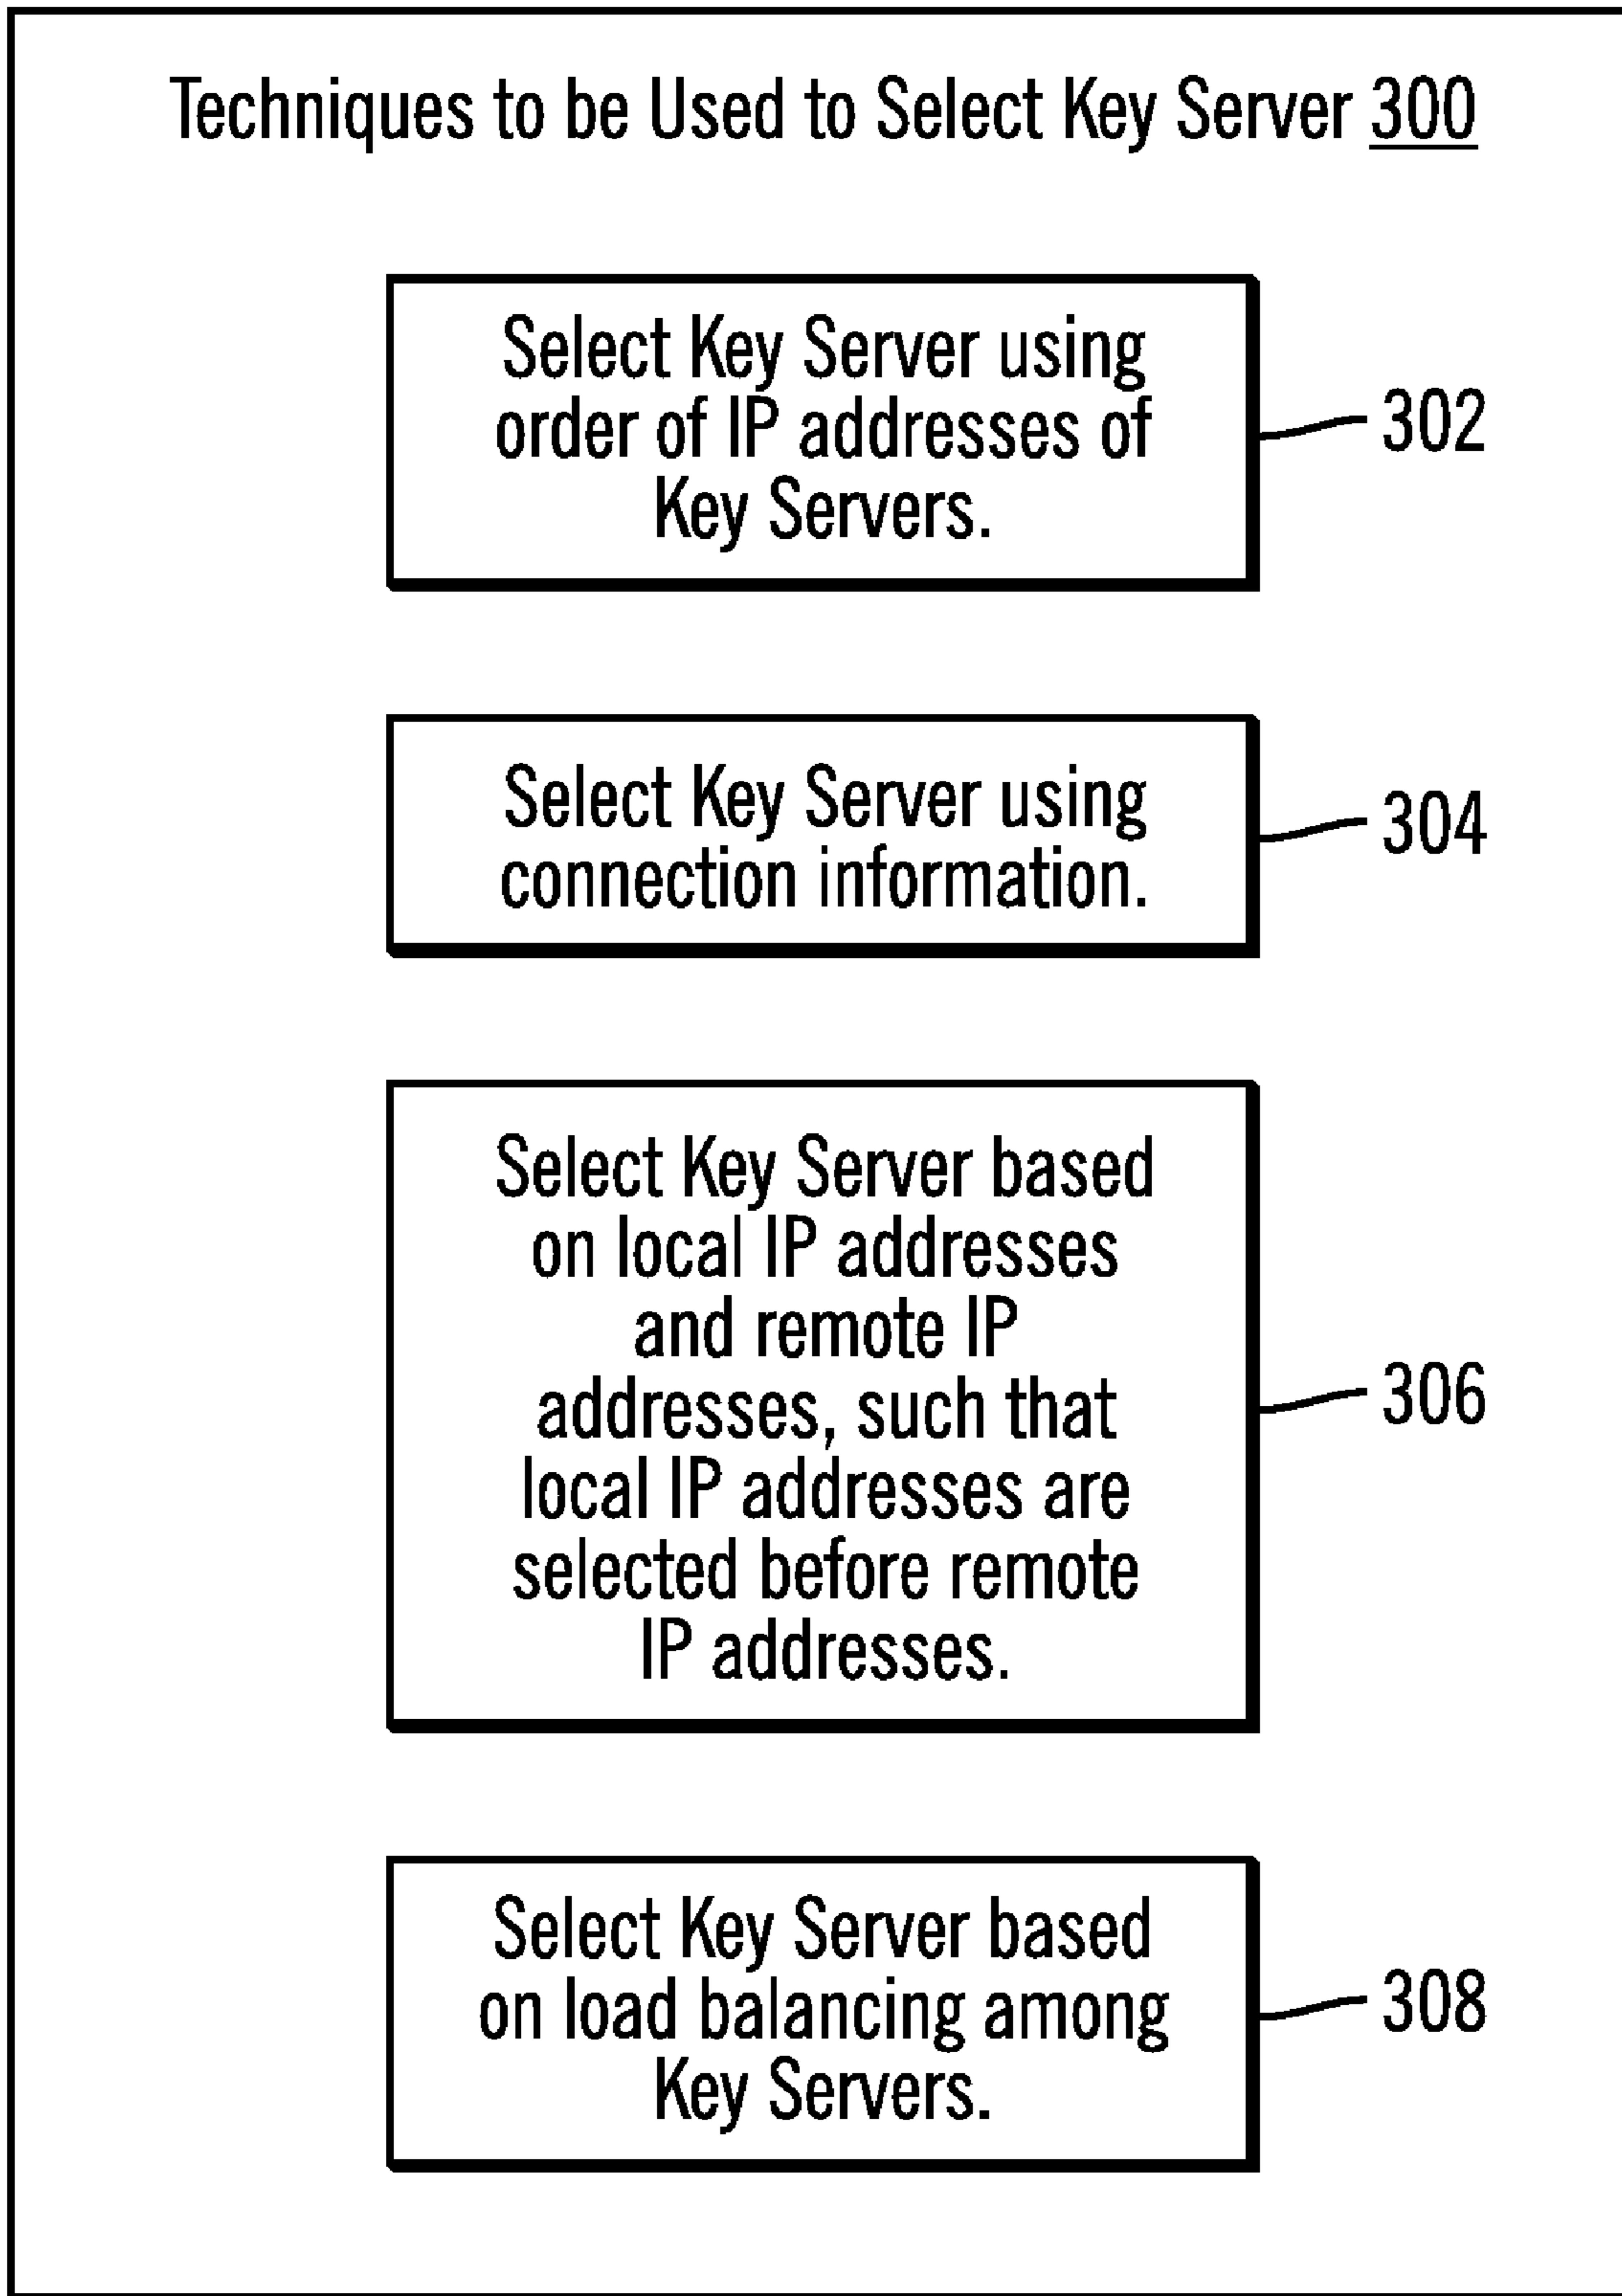 Techniques to be Used to Select Key Server 300
Select Key Server using
order of IP addresses of
Key Servers.
302
Select Key Server using
connection information.
304
Select Key Server based
on local IP addresses
and remote IP
addresses, such that
local IP addresses are
selected before remote
IP addresses.
306
Select Key Server based
on load balancing among
Key Servers.
308